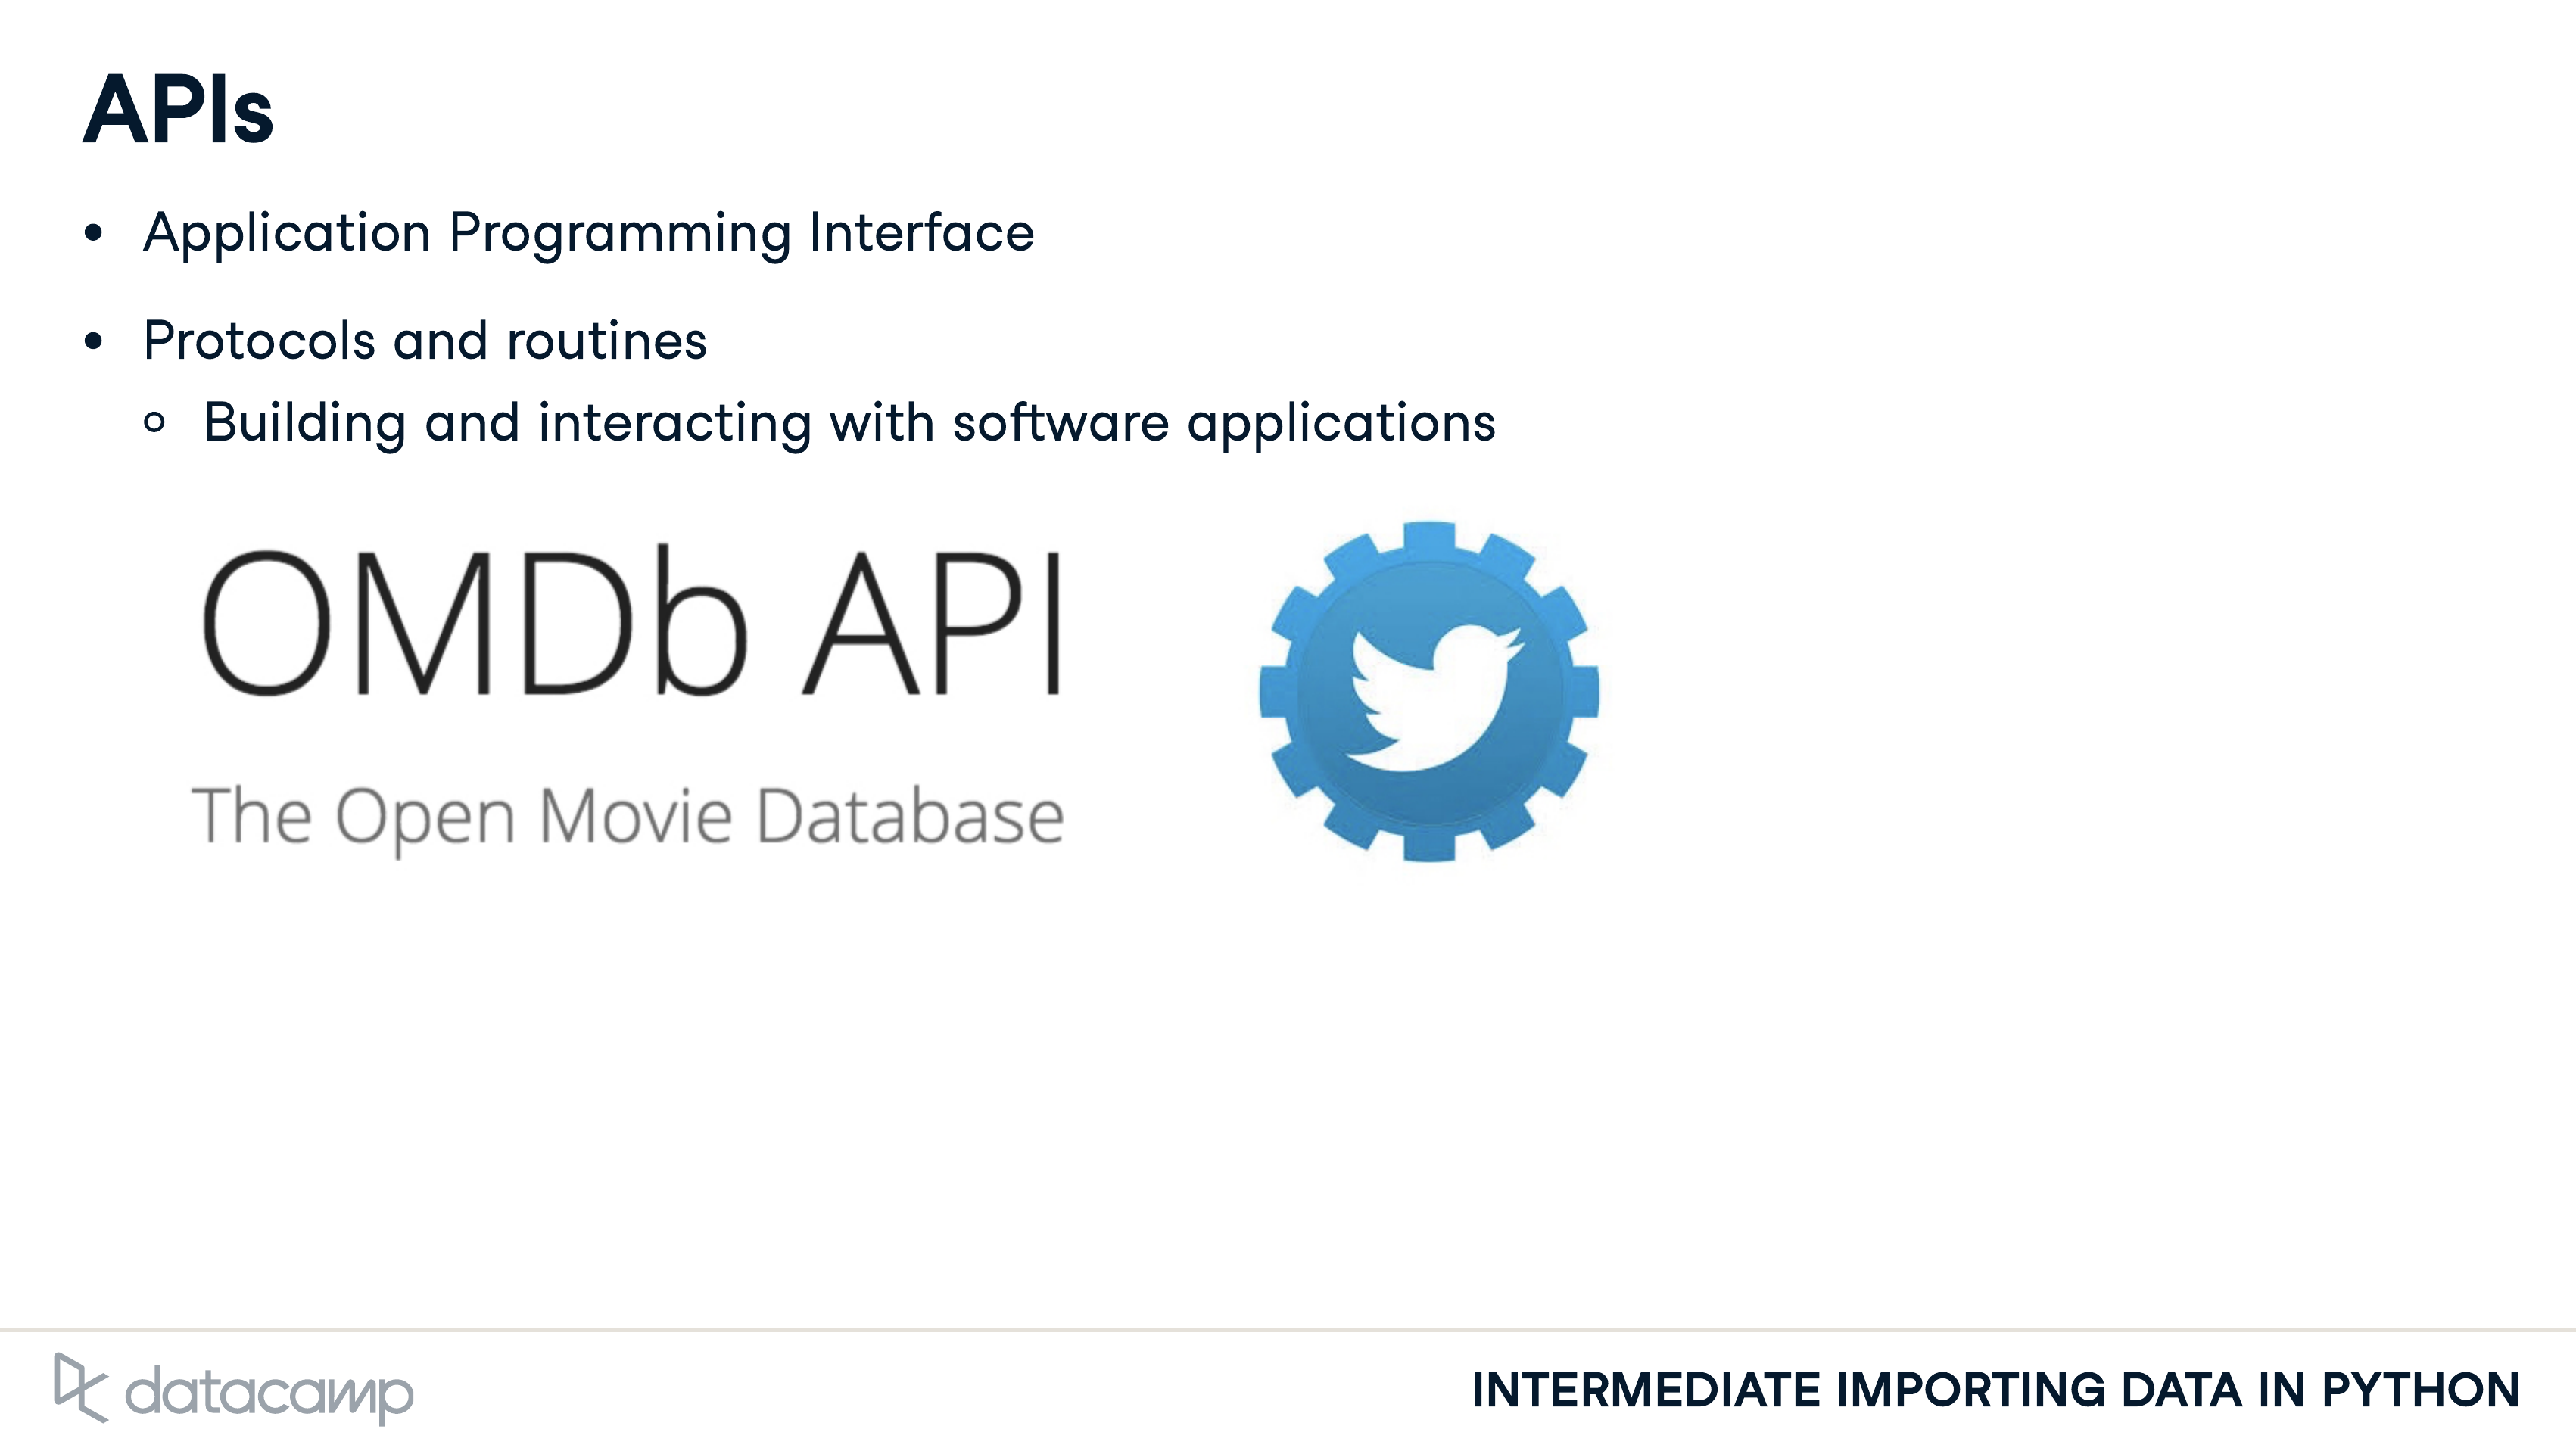 APIs
• Application Programming Interface
• Protocols and routines
○ Building and interacting with software applications
OMDb API
The Open Movie Database
datacamp
INTERMEDIATE IMPORTING DATA IN PYTHON